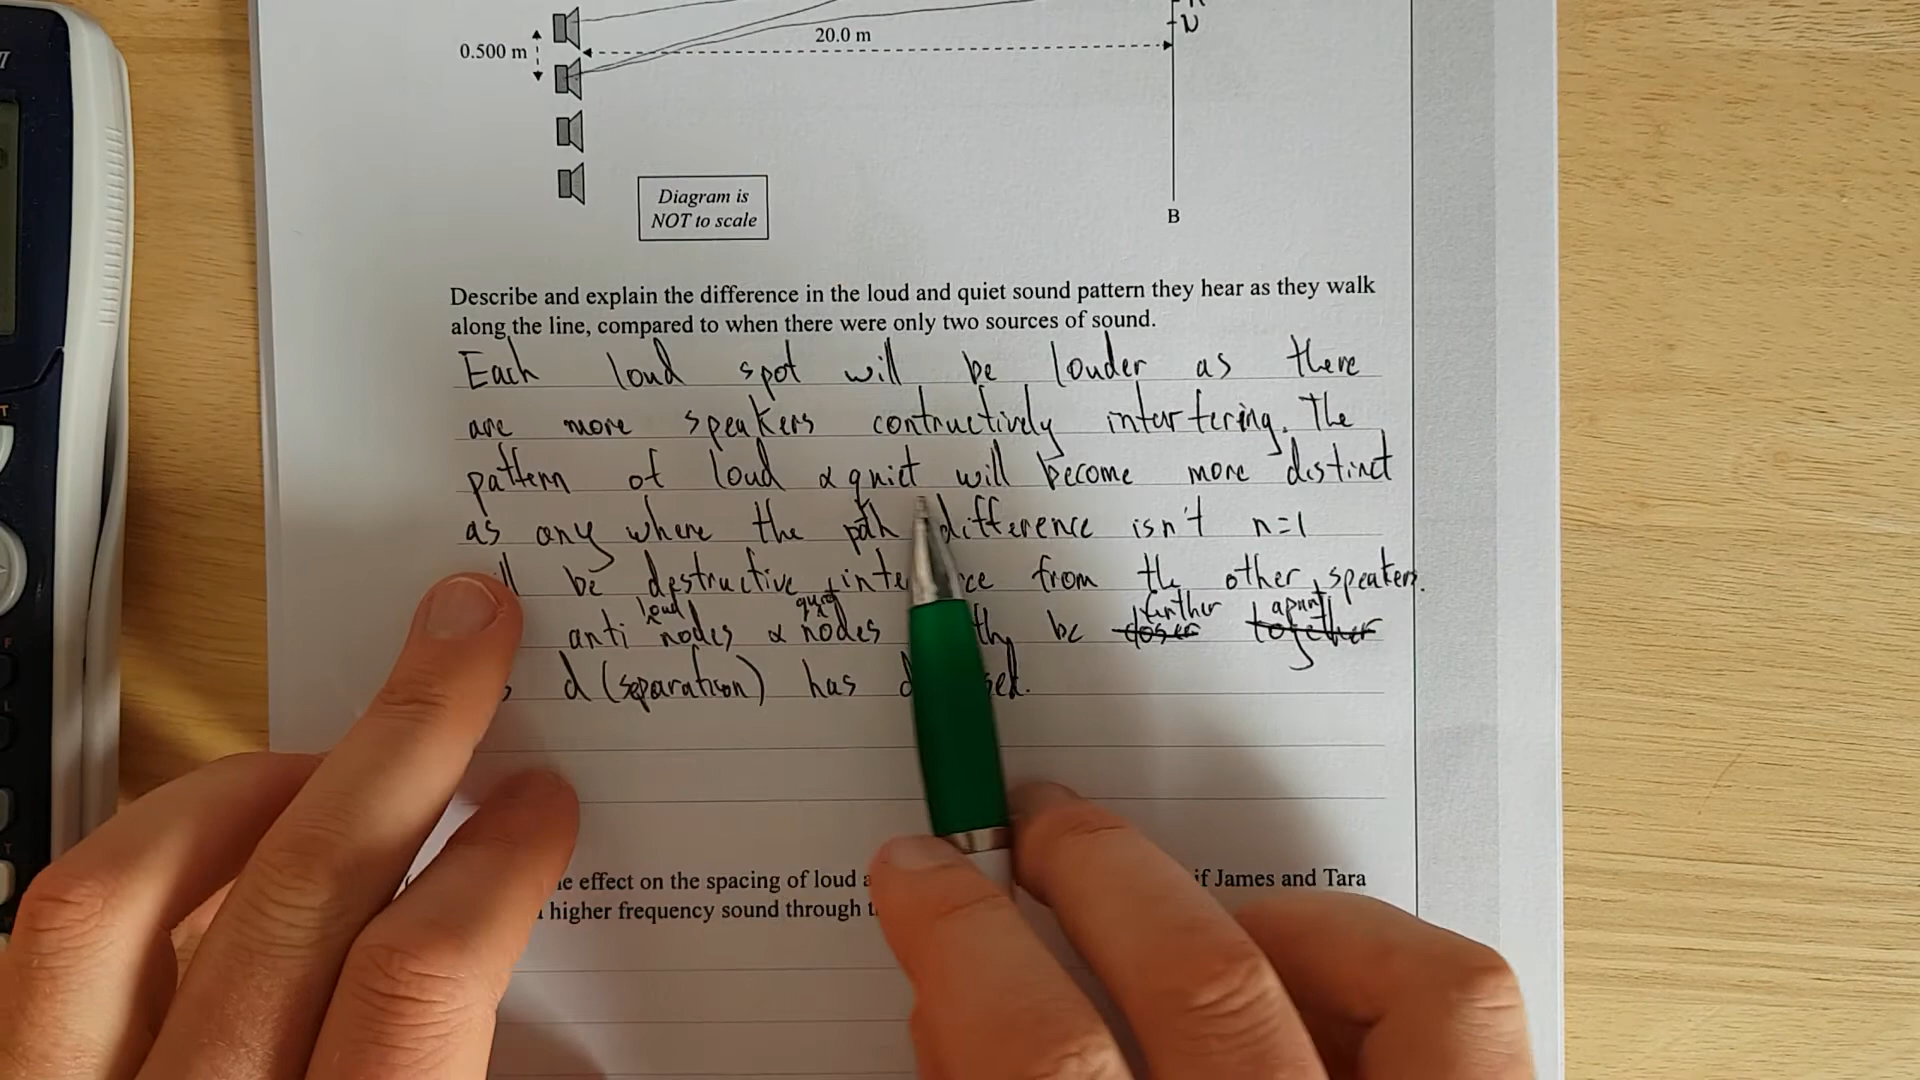 0.500 m
20.0 m
N
Diagram is
NOT to scale
B
Describe and explain the difference in the loud and quiet sound pattern they hear as they walk
along the line, compared to when there were only two sources of sound.
Each loud spot will be louder as there
are more speakers contructively interfering. The
pattern of loud & quiet will become more distinct
as any where the path difference isn't n=1
be destructive from the other speakers.
loud quiet further apart
anti nodes & nodes be closer together
d (separation) has
effect on the spacing of loud if James and Tara
higher frequency sound through